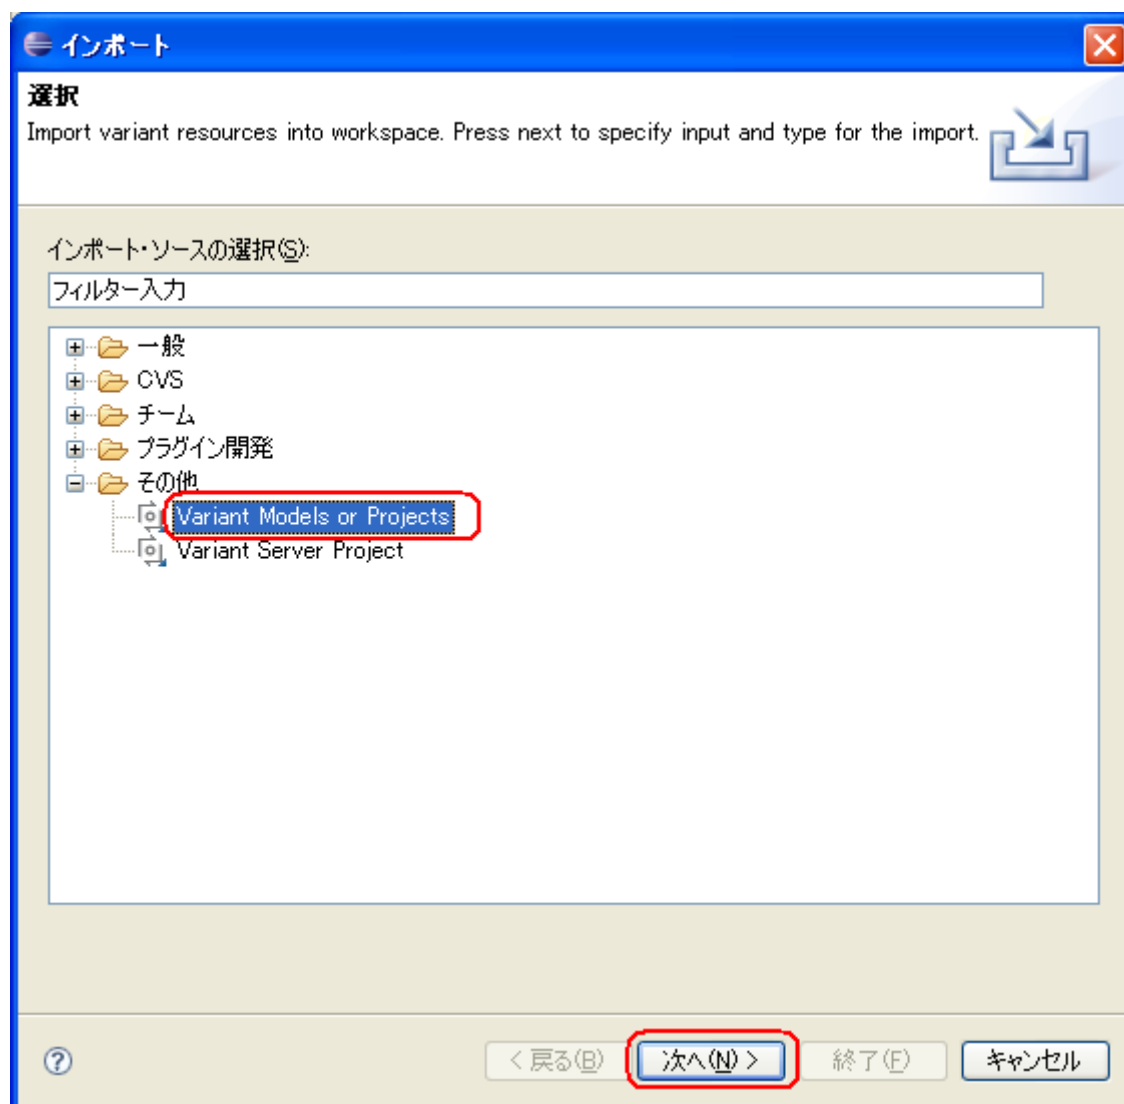 インポート
選択
Import variant resources into workspace. Press next to specify input and type for the import.
インポート・ソースの選択(S):
フィルター入力
一般
CVS
チーム
プラグイン開発
その他
Variant Models or Projects
Variant Server Project
?
< 戻る(B) 次へ(N) > 終了(F) キャンセル